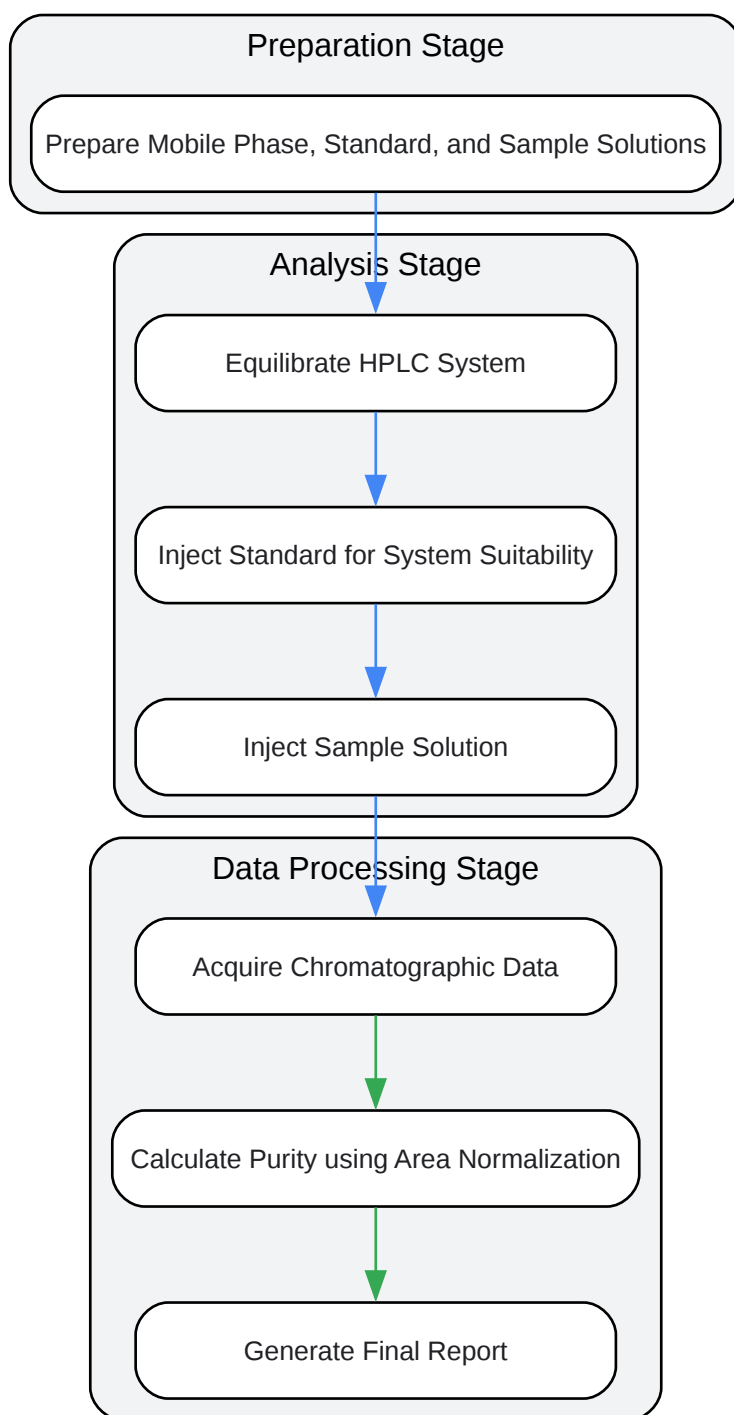 Preparation Stage
Prepare Mobile Phase, Standard, and Sample Solutions
Analysis Stage
Equilibrate HPLC System
Inject Standard for System Suitability
Inject Sample Solution
Data Processing Stage
Acquire Chromatographic Data
Calculate Purity using Area Normalization
Generate Final Report